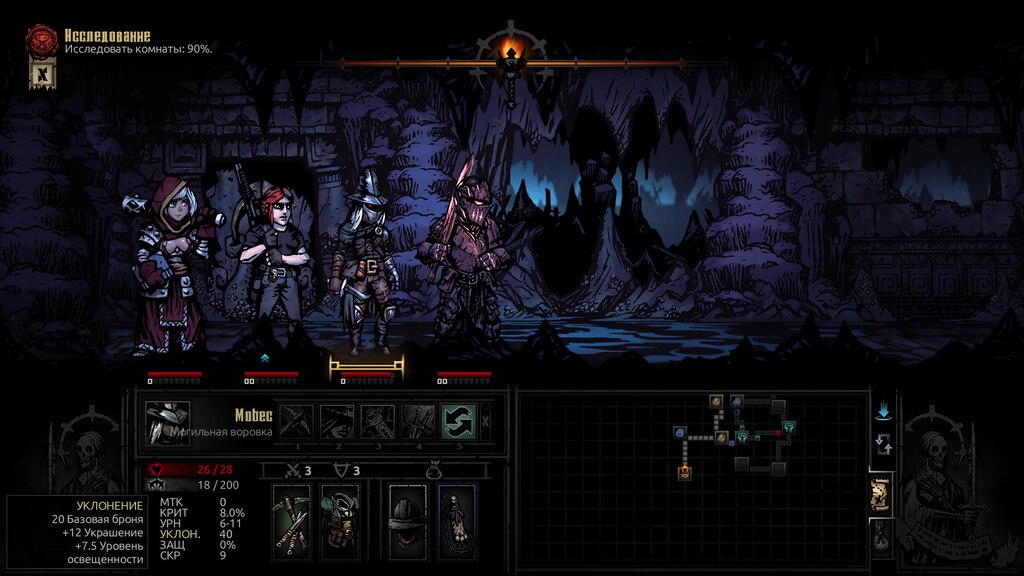 Исследование
Исследовать комнаты: 90%.
Mobec
Могильная воровка
26 / 28
18 / 200
3
3
МТК 0
КРИТ 8.0%
УРН 6-11
УКЛОН. 40
ЗАЩ 0%
СКР 9
УКЛОНЕНИЕ
20 Базовая броня
+12 Украшение
+7.5 Уровень
освещенности